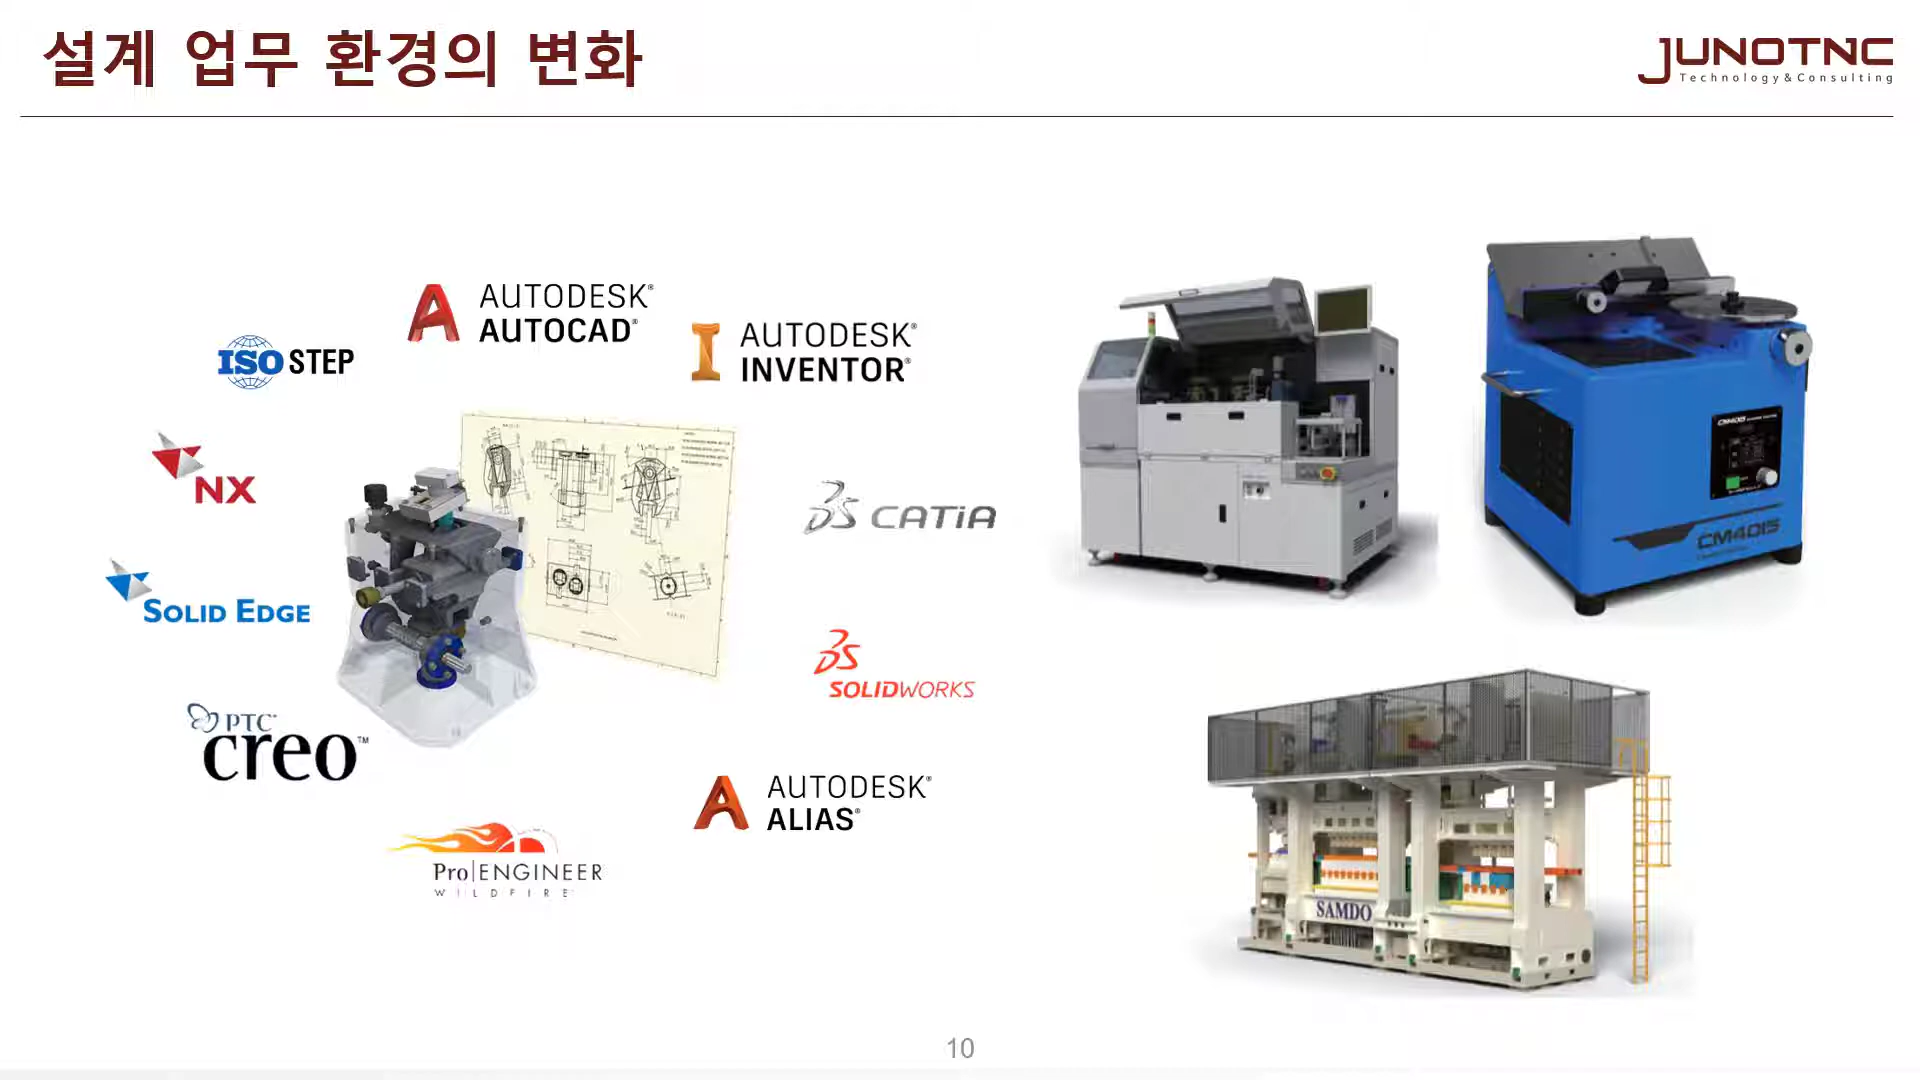 설계 업무 환경의 변화
JUNOTNC
Technology & Consulting
AUTODESK®
AUTOCAD®
AUTODESK®
INVENTOR®
ISO STEP
NX
CATIA
SOLID EDGE
SOLIDWORKS
PTC®
creo™
AUTODESK®
ALIAS®
Pro|ENGINEER
WILDFIRE
CM4015
SAMDO
10